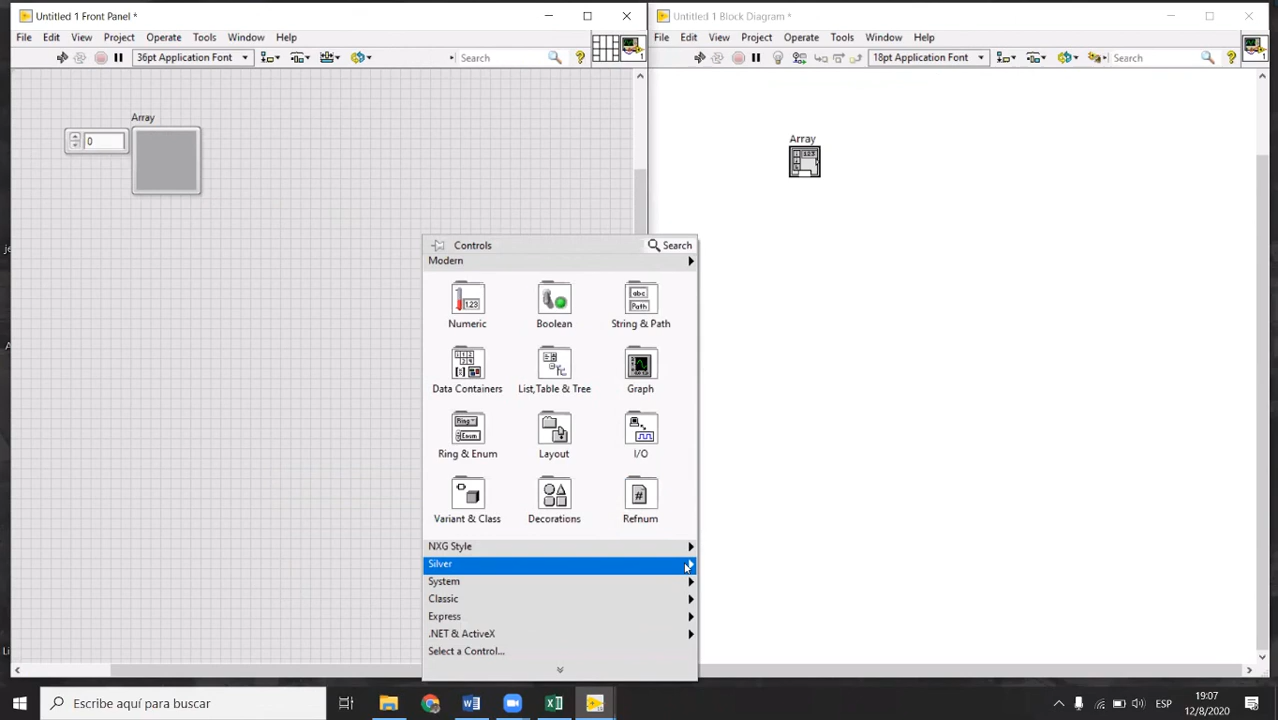 Untitled 1 Front Panel *
File Edit View Project Operate Tools Window Help
36pt Application Font
Search
Array
0
Untitled 1 Block Diagram *
File Edit View Project Operate Tools Window Help
18pt Application Font
Search
Array
Controls
Search
Modern
Numeric Boolean String & Path
Data Containers List, Table & Tree Graph
Ring & Enum Layout I/O
Variant & Class Decorations Refnum
NXG Style
Silver
System
Classic
Express
.NET & ActiveX
Select a Control...
Escribe aquí para buscar
ESP
19:07
12/8/2020